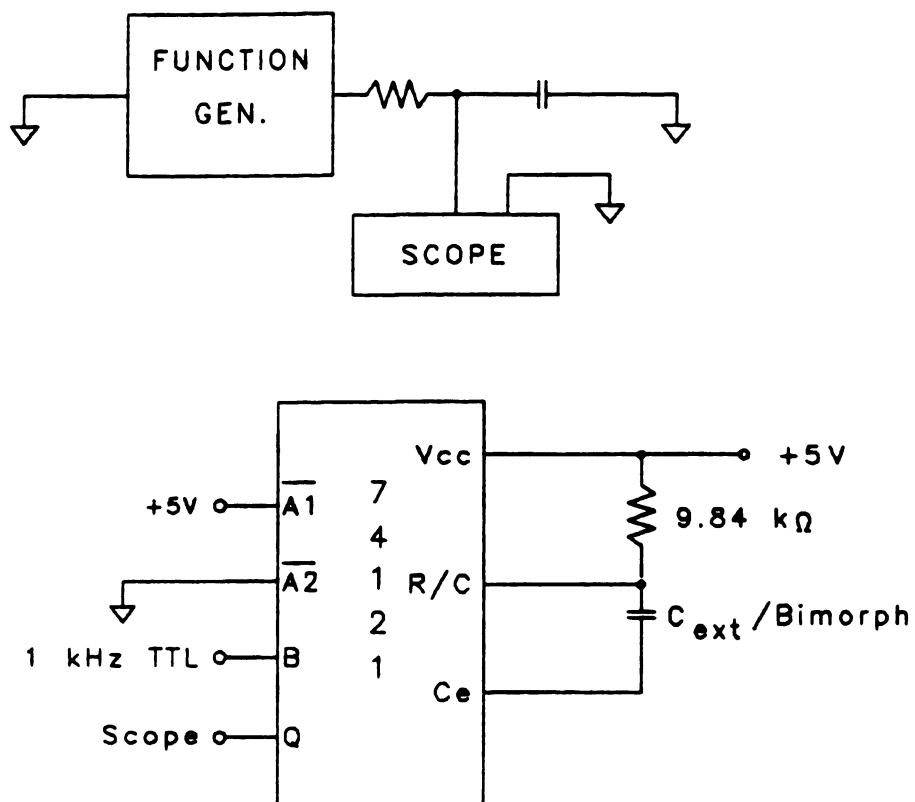 FUNCTION
GEN.
SCOPE
Vcc
+5V
+5V
A1
7
4
1
2
1
9.84 kΩ
A2
R/C
Cext/Bimorph
1 kHz TTL
B
Ce
Scope
Q